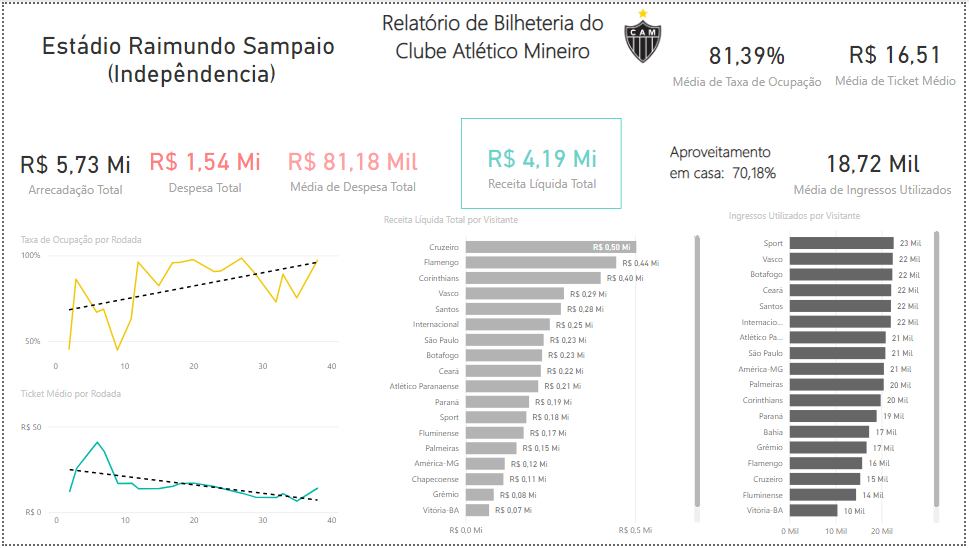 Estádio Raimundo Sampaio
(Indepêndencia)
Relatório de Bilheteria do
Clube Atlético Mineiro
CAM
81,39%
Média de Taxa de Ocupação
R$ 16,51
Média de Ticket Médio
R$ 5,73 Mi
Arrecadação Total
R$ 1,54 Mi
Despesa Total
R$ 81,18 Mil
Média de Despesa Total
R$ 4,19 Mi
Receita Líquida Total
Aproveitamento
em casa: 70,18%
18,72 Mil
Média de Ingressos Utilizados
Taxa de Ocupação por Rodada
100%
50%
0 10 20 30 40
Ticket Médio por Rodada
R$ 50
R$ 0
0 10 20 30 40
Receita Líquida Total por Visitante
Cruzeiro R$ 0,50 Mi
Flamengo R$ 0,44 Mi
Corinthians R$ 0,40 Mi
Vasco R$ 0,29 Mi
Santos R$ 0,28 Mi
Internacional R$ 0,25 Mi
São Paulo R$ 0,23 Mi
Botafogo R$ 0,23 Mi
Ceará R$ 0,22 Mi
Atlético Paranaense R$ 0,21 Mi
Paraná R$ 0,19 Mi
Sport R$ 0,18 Mi
Fluminense R$ 0,17 Mi
Palmeiras R$ 0,15 Mi
América-MG R$ 0,12 Mi
Chapecoense R$ 0,11 Mi
Grêmio R$ 0,08 Mi
Vitória-BA R$ 0,07 Mi
R$ 0,0 Mi R$ 0,5 Mi
Ingressos Utilizados por Visitante
Sport 23 Mil
Vasco 22 Mil
Botafogo 22 Mil
Ceará 22 Mil
Santos 22 Mil
Internacio... 22 Mil
Atlético Pa... 21 Mil
São Paulo 21 Mil
América-MG 21 Mil
Palmeiras 20 Mil
Corinthians 20 Mil
Paraná 19 Mil
Bahia 17 Mil
Grêmio 17 Mil
Flamengo 16 Mil
Cruzeiro 15 Mil
Fluminense 14 Mil
Vitória-BA 10 Mil
0 Mil 10 Mil 20 Mil